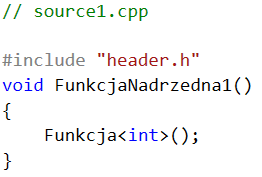 // source1.cpp
#include "header.h"
void FunkcjaNadrzedna1()
{
    Funkcja<int>();
}